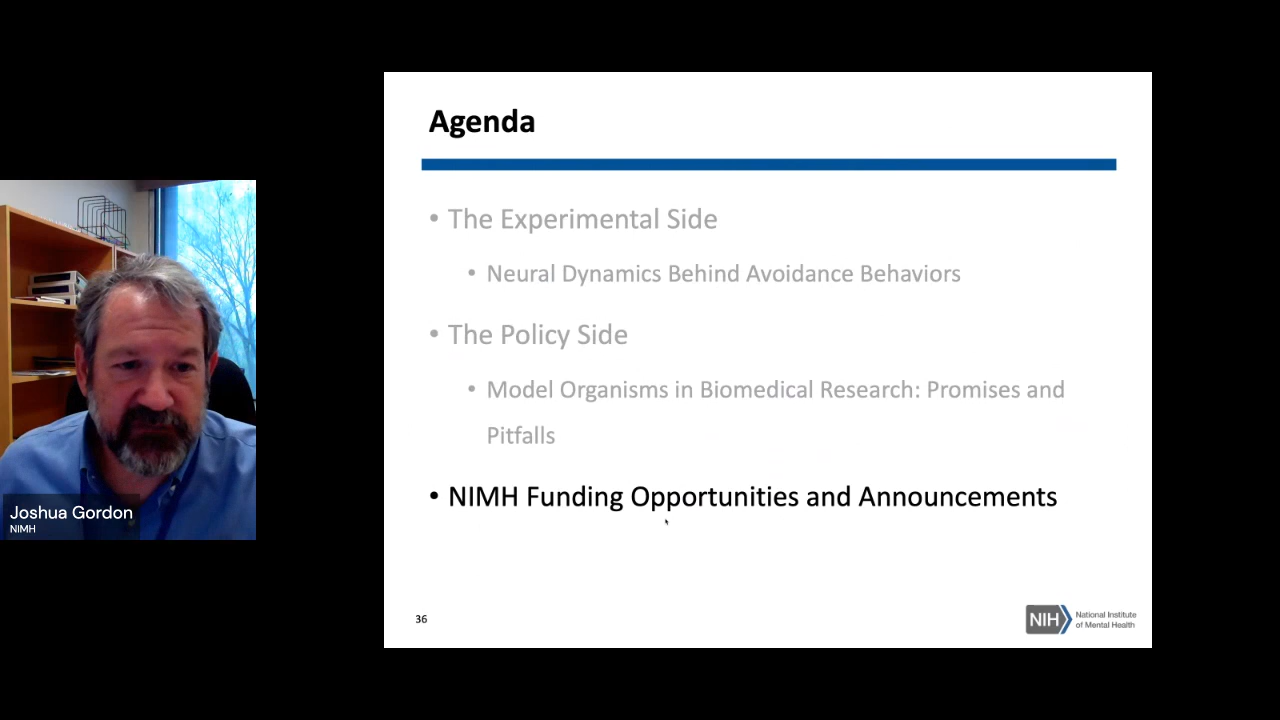 Agenda
• The Experimental Side
• Neural Dynamics Behind Avoidance Behaviors
• The Policy Side
• Model Organisms in Biomedical Research: Promises and
Pitfalls
• NIMH Funding Opportunities and Announcements
Joshua Gordon
NIMH
36
NIH
National Institute
of Mental Health